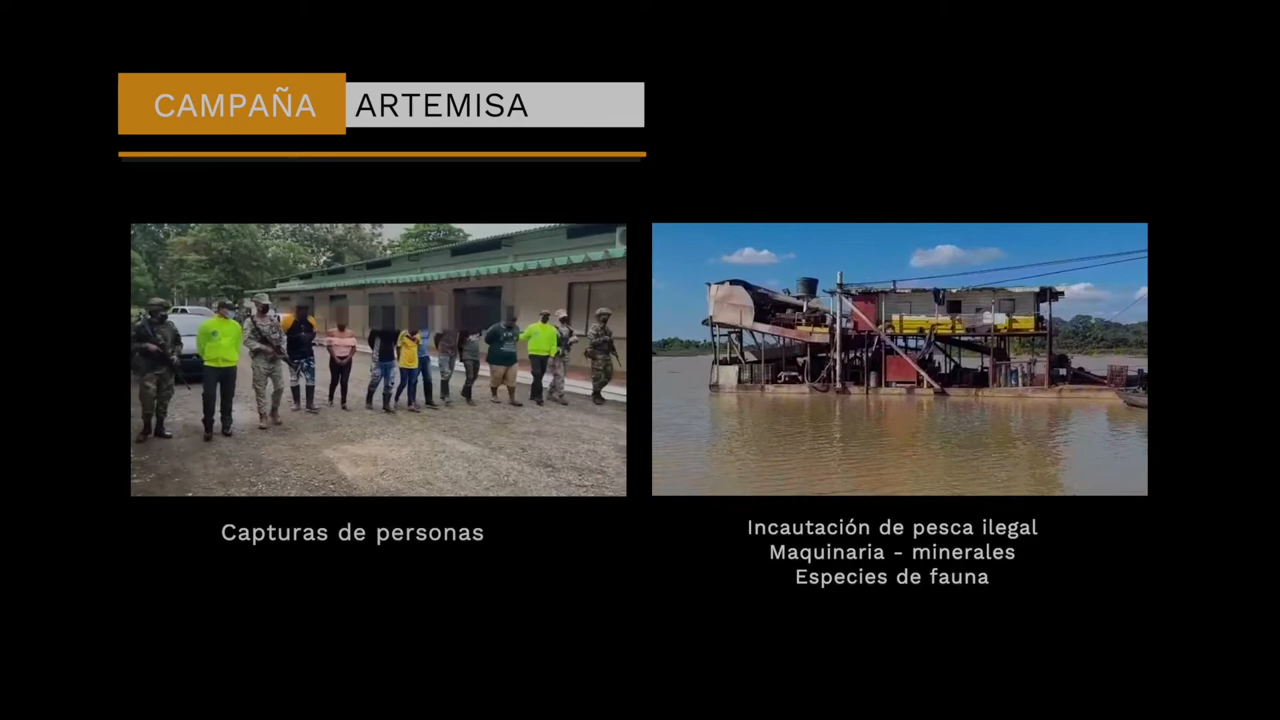 CAMPAÑA ARTEMISA
Capturas de personas
Incautación de pesca ilegal
Maquinaria - minerales
Especies de fauna